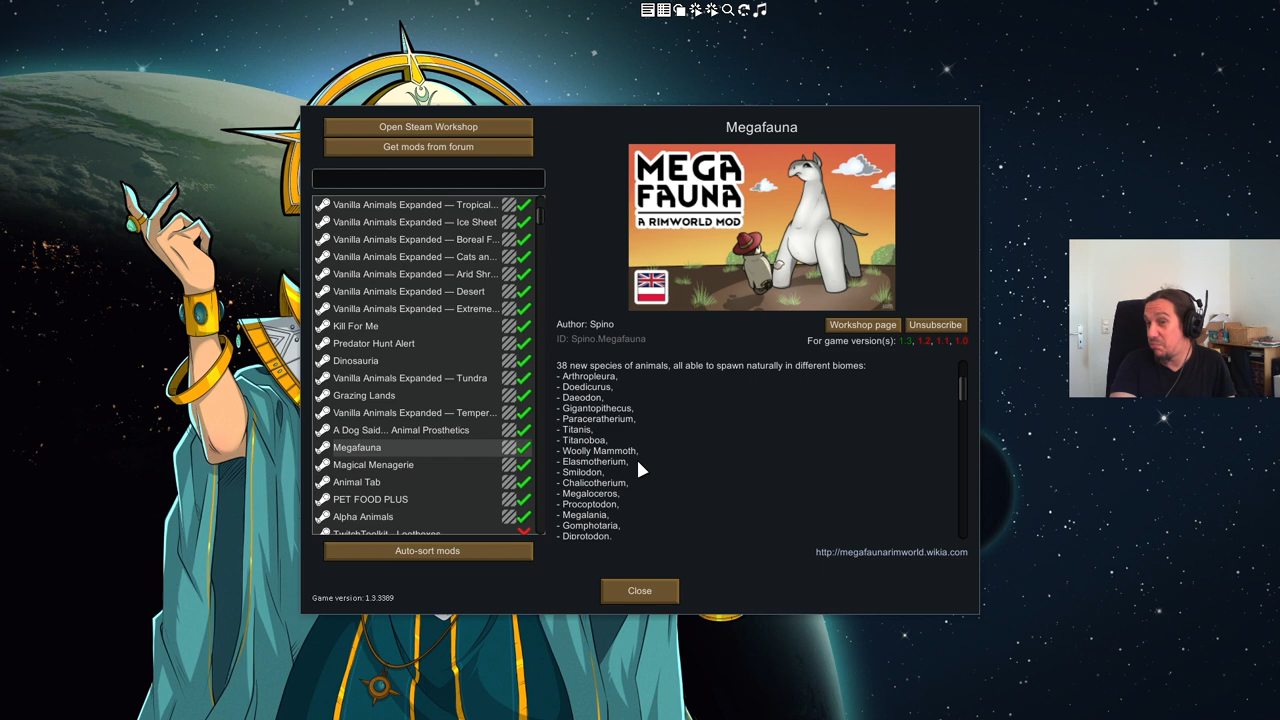 Open Steam Workshop
Get mods from forum
Vanilla Animals Expanded — Tropical...
Vanilla Animals Expanded — Ice Sheet
Vanilla Animals Expanded — Boreal F...
Vanilla Animals Expanded — Cats an...
Vanilla Animals Expanded — Arid Shr...
Vanilla Animals Expanded — Desert
Vanilla Animals Expanded — Extreme...
Kill For Me
Predator Hunt Alert
Dinosauria
Vanilla Animals Expanded — Tundra
Grazing Lands
Vanilla Animals Expanded — Temper...
A Dog Said... Animal Prosthetics
Megafauna
Magical Menagerie
Animal Tab
PET FOOD PLUS
Alpha Animals
TwitchToolkit - Lootboxes
Auto-sort mods
Game version: 1.3.3389
Megafauna
MEGA
FAUNA
A RIMWORLD MOD
Author: Spino
Workshop page
Unsubscribe
ID: Spino.Megafauna
For game version(s): 1.3, 1.2, 1.1, 1.0
38 new species of animals, all able to spawn naturally in different biomes:
- Arthropleura,
- Doedicurus,
- Daeodon,
- Gigantopithecus,
- Paraceratherium,
- Titanis,
- Titanoboa,
- Woolly Mammoth,
- Elasmotherium,
- Smilodon,
- Chalicotherium,
- Megaloceros,
- Procoptodon,
- Megalania,
- Gomphotaria,
- Diprotodon,
http://megafaunarimworld.wikia.com
Close